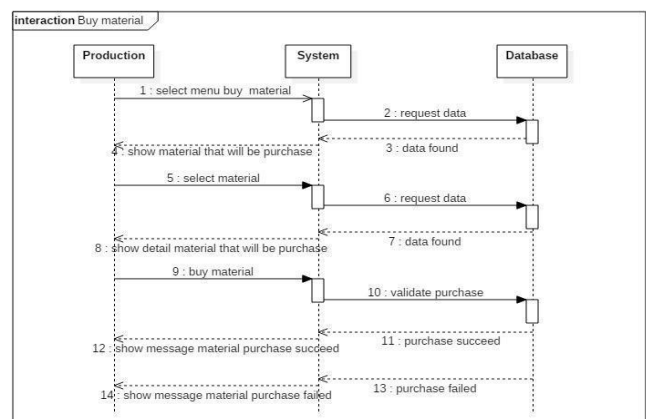 interaction Buy material
Production
System
Database
1 : select menu buy material
2 : request data
3 : data found
4 : show material that will be purchase
5 : select material
6 : request data
7 : data found
8 : show detail material that will be purchase
9 : buy material
10 : validate purchase
11 : purchase succeed
12 : show message material purchase succeed
13 : purchase failed
14 : show message material purchase failed